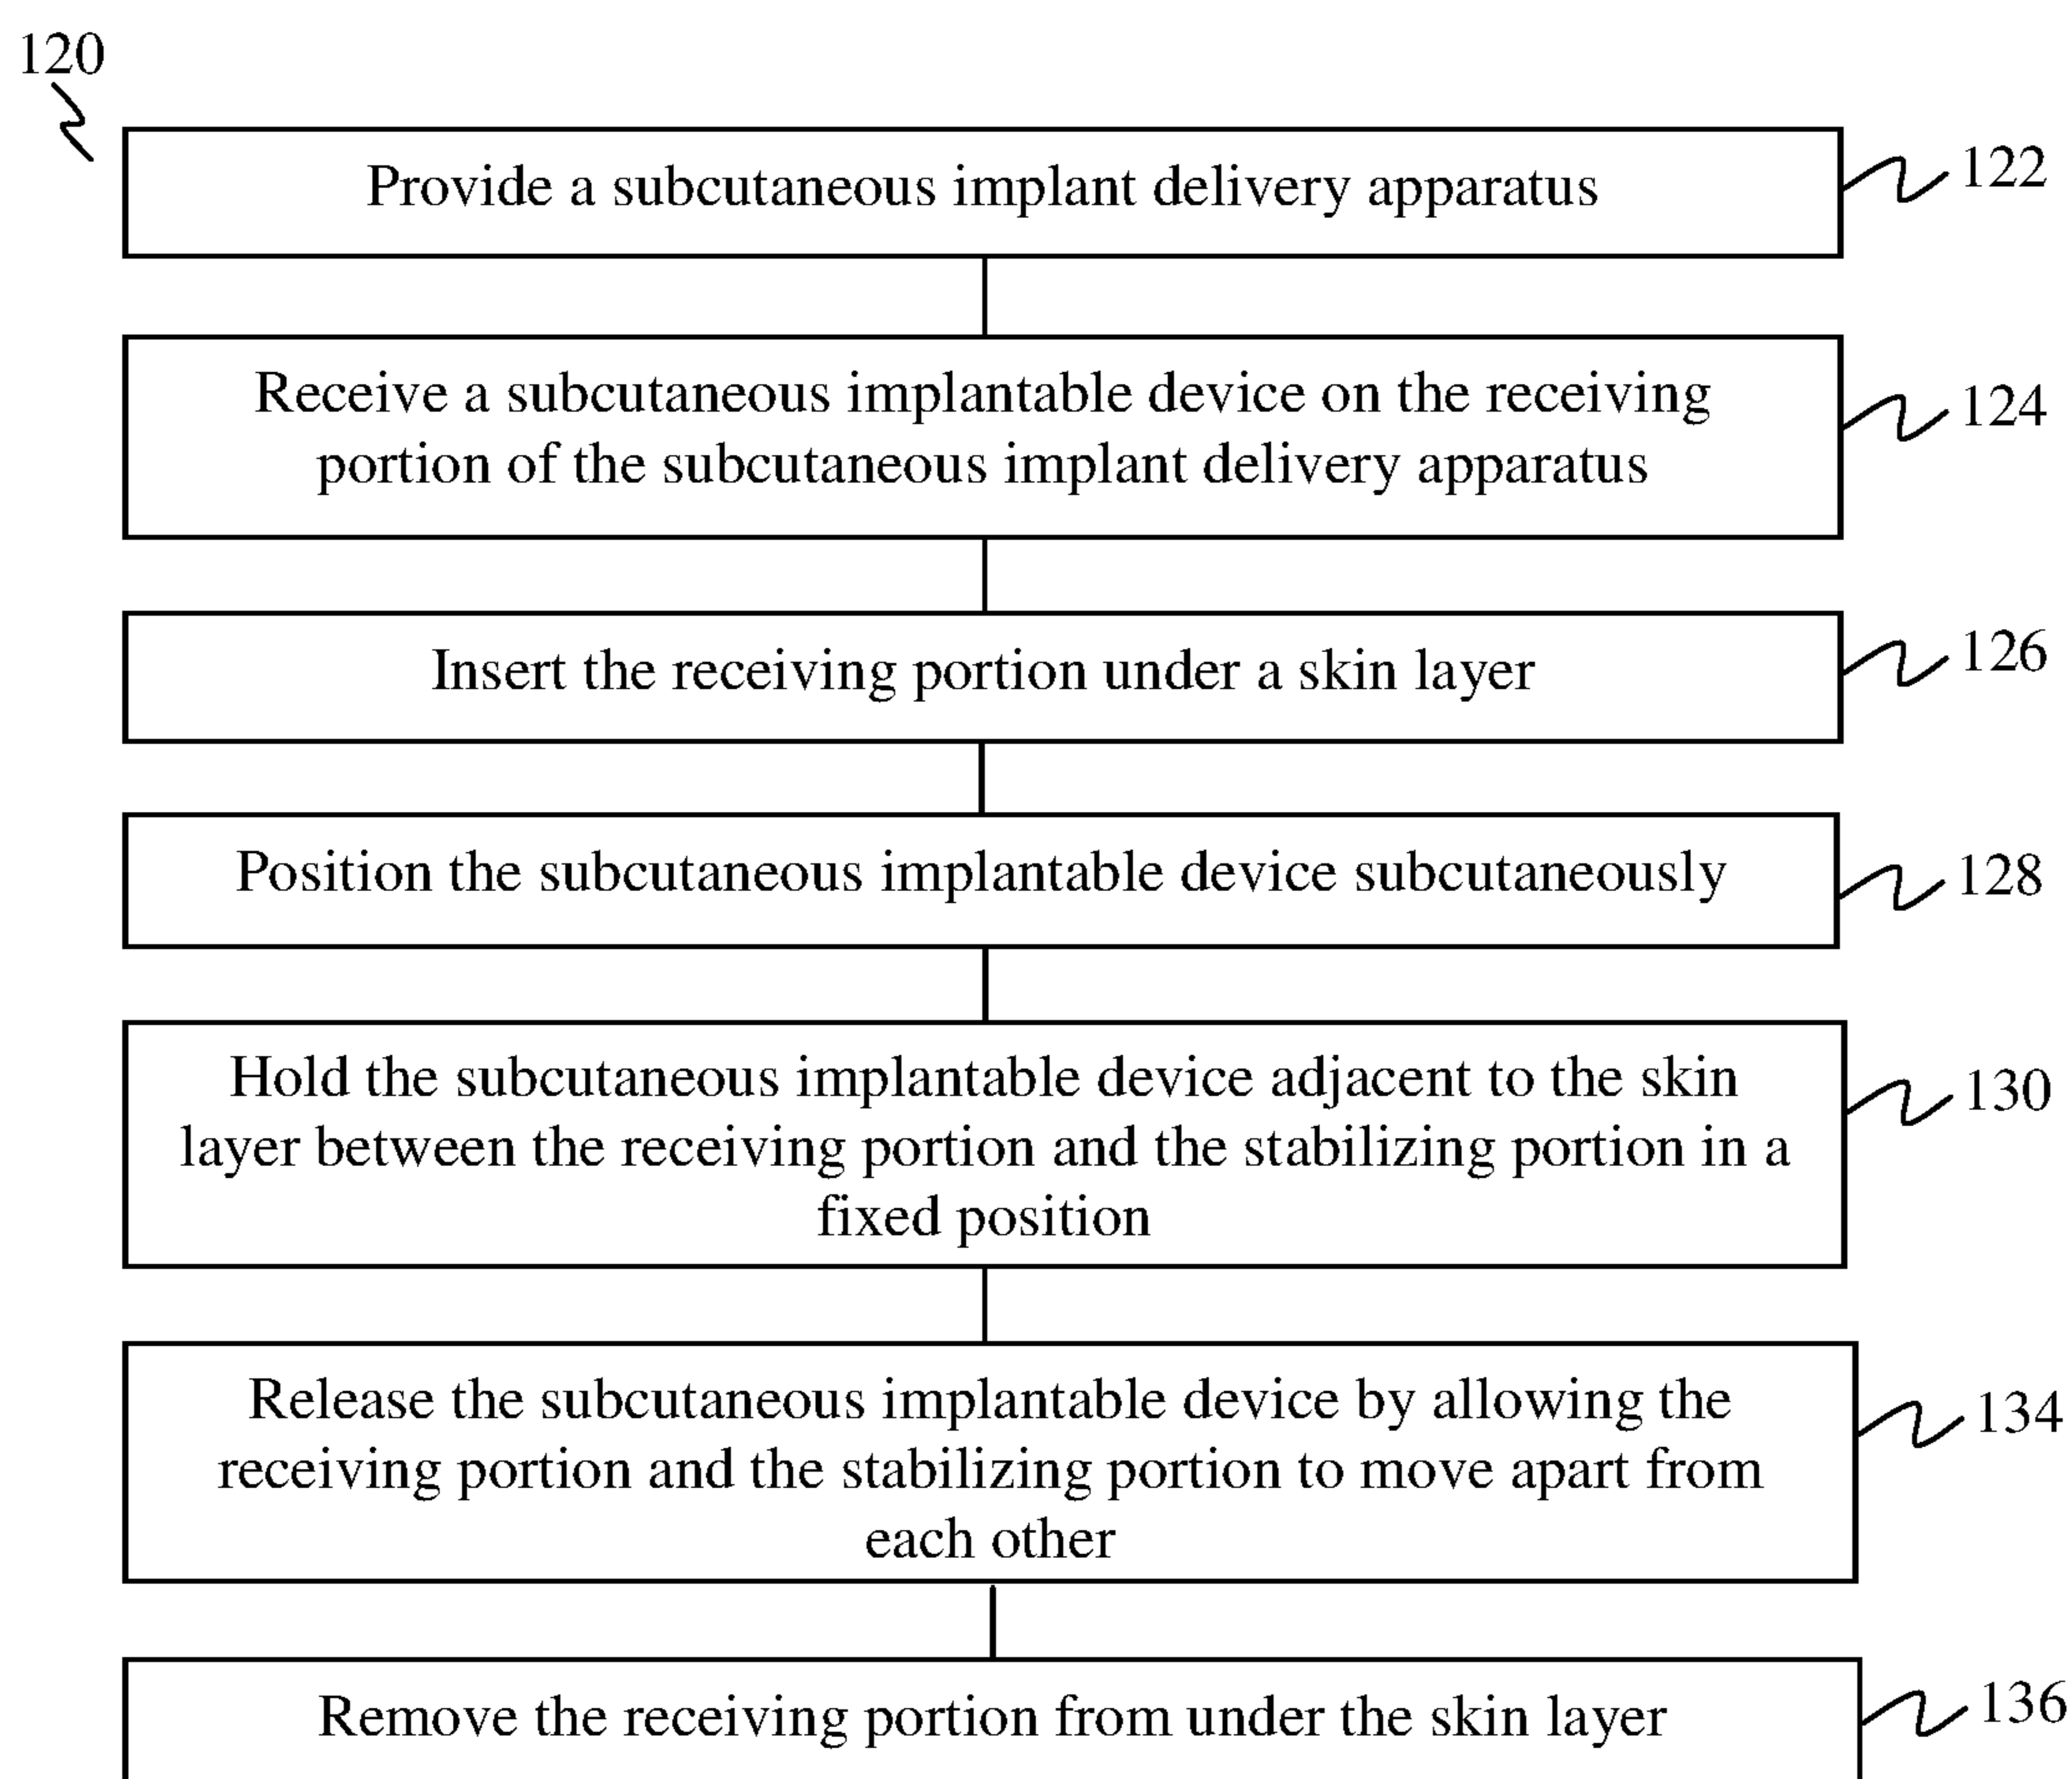 120
Provide a subcutaneous implant delivery apparatus
122
Receive a subcutaneous implantable device on the receiving
portion of the subcutaneous implant delivery apparatus
124
Insert the receiving portion under a skin layer
126
Position the subcutaneous implantable device subcutaneously
128
Hold the subcutaneous implantable device adjacent to the skin
layer between the receiving portion and the stabilizing portion in a
fixed position
130
Release the subcutaneous implantable device by allowing the
receiving portion and the stabilizing portion to move apart from
each other
134
Remove the receiving portion from under the skin layer
136